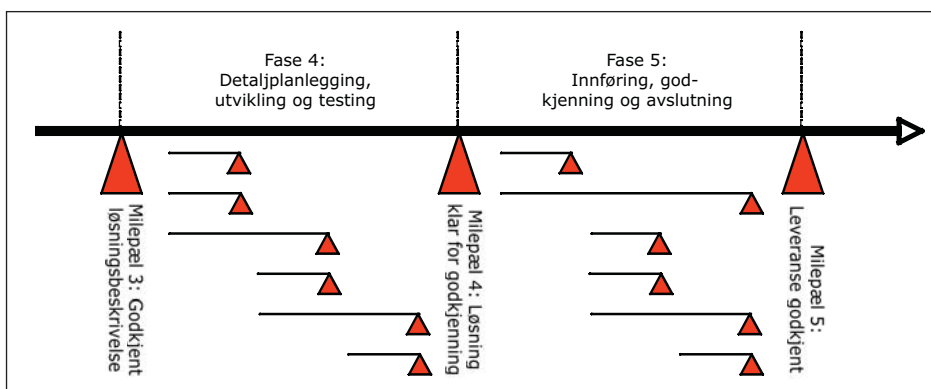 Fase 4:
Detaljplanlegging,
utvikling og testing
Fase 5:
Innføring, god-
kjenning og avslutning
Milepæl 3: Godkjent
løsningsbeskrivelse
Milepæl 4: Løsning
klar for godkjenning
Milepæl 5:
Leveranse godkjent